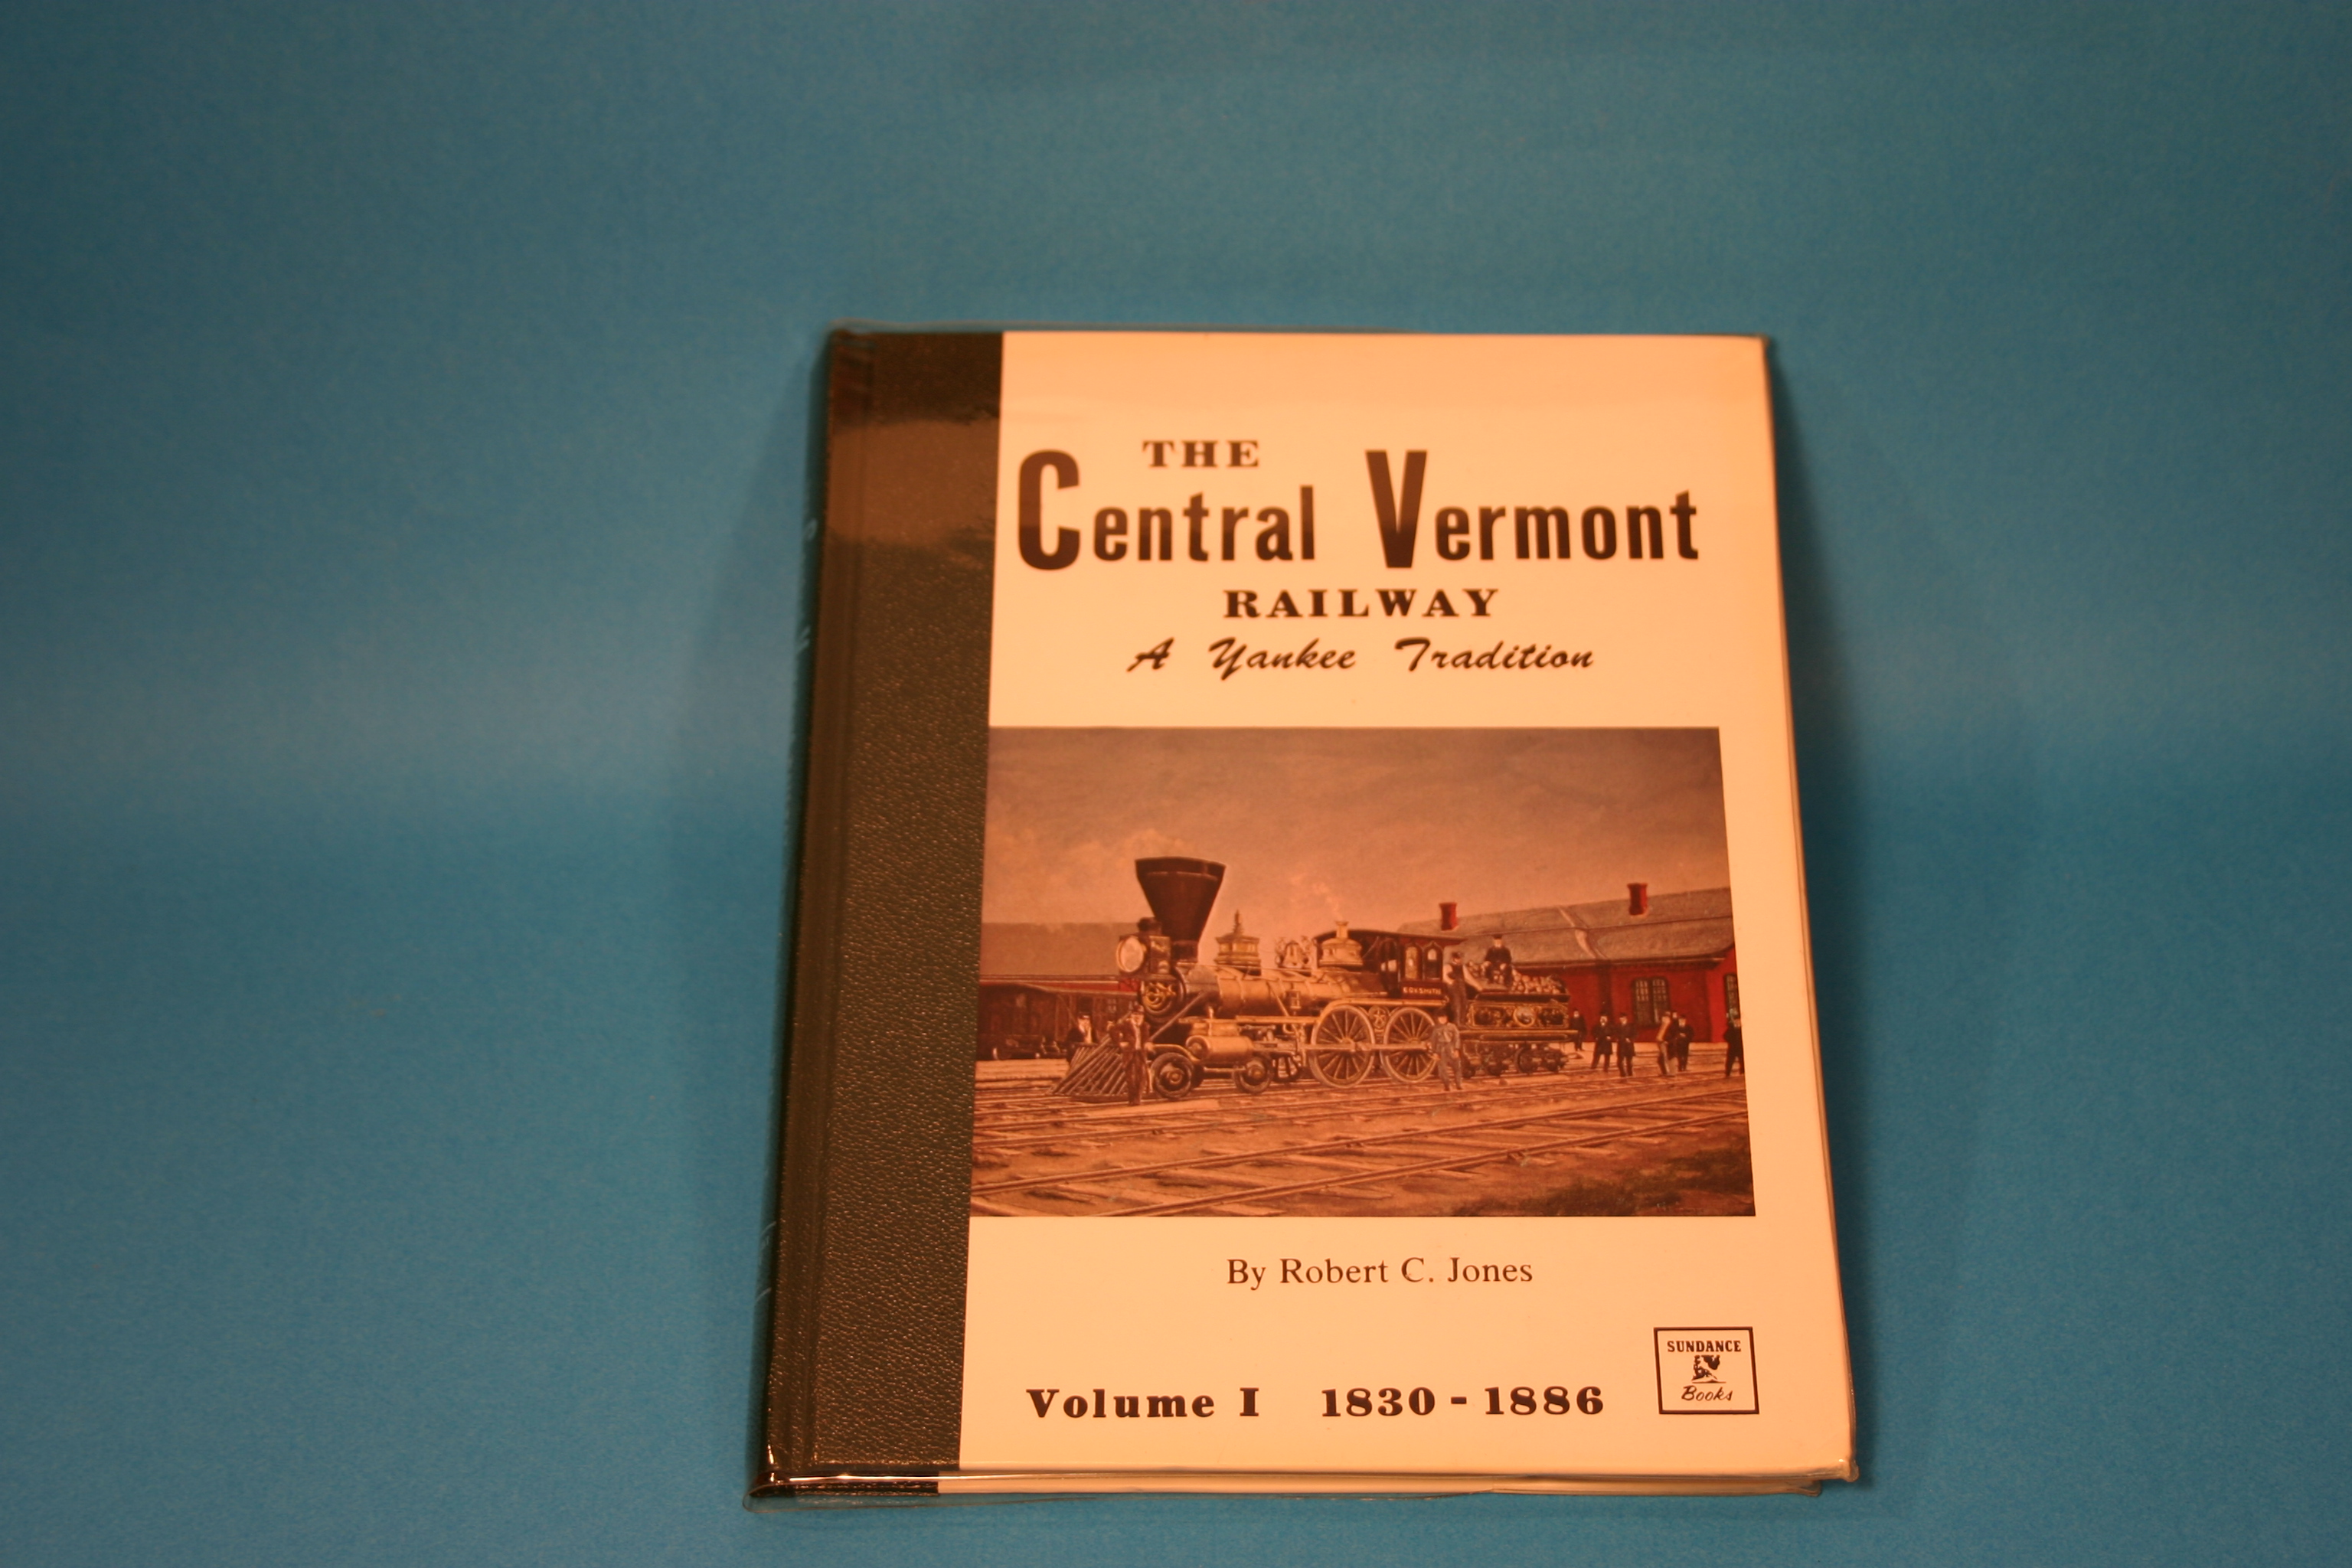 THE
Central Vermont
RAILWAY
A Yankee Tradition
By Robert C. Jones
Volume I 1830 - 1886
SUNDANCE
Books